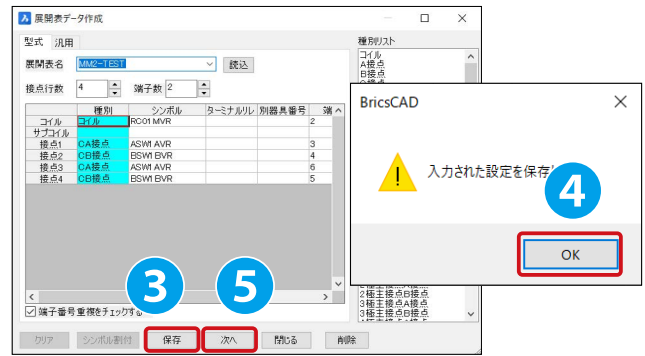 展開表データ作成
型式 汎用
種別リスト
展開表名 MM2-TEST 読込
接点行数 4 端子数 2
コイル
A接点
B接点
種別 シンボル ターミナルリレ 別器具番号 端
コイル コイル RC01 MVR 2
サブコイル
接点1 CA接点 ASW1 AVR 3
接点2 CB接点 BSW1 BVR 4
接点3 CA接点 ASW1 AVR 6
接点4 CB接点 BSW1 BVR 5
BricsCAD
入力された設定を保存
4
OK
3
5
2極主接点B接点
3極主接点A接点
3極主接点B接点
端子番号重複をチェックする
クリア シンボル割付 保存 次へ 閉じる 削除